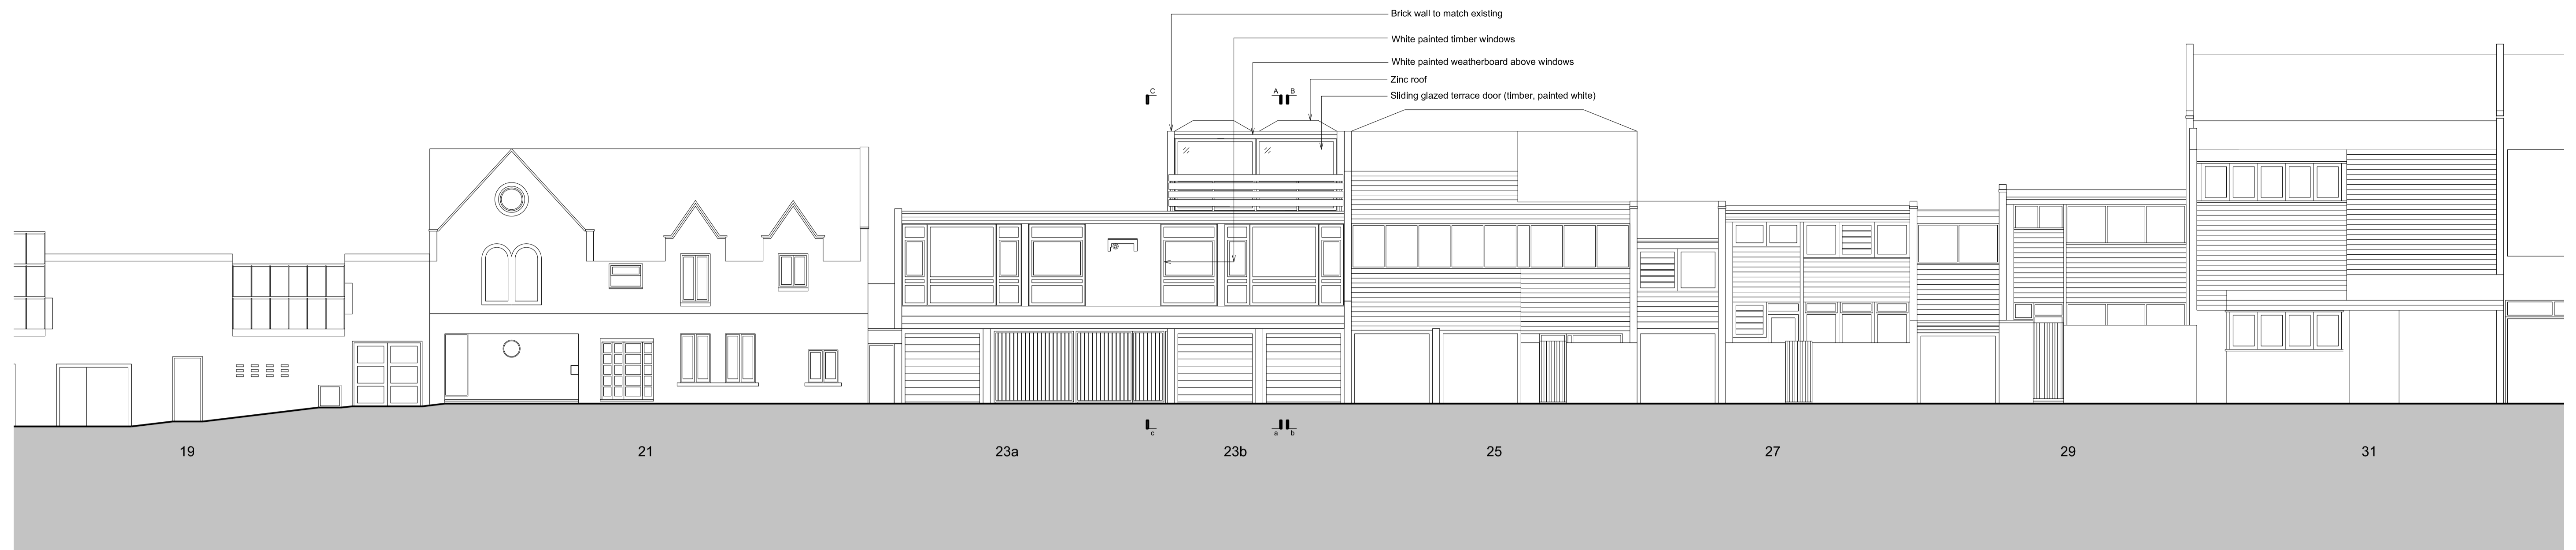 Brick wall to match existing
White painted timber windows
White painted weatherboard above windows
Zinc roof
Sliding glazed terrace door (timber, painted white)
C
A B
c
a b
19 21 23a 23b 25 27 29 31